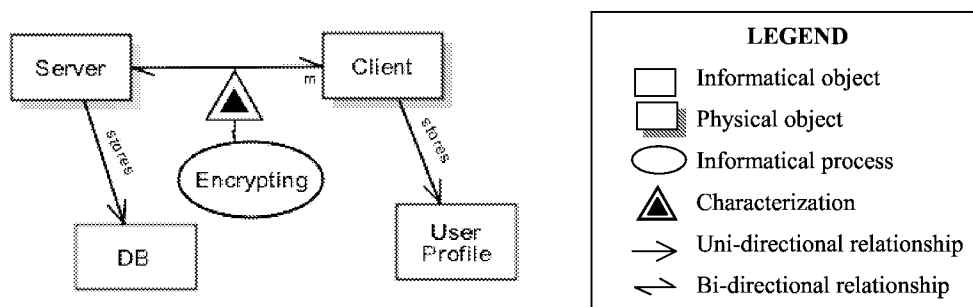 Server
m
Client
stores
stores
Encrypting
DB
User
Profile
LEGEND
Informatical object
Physical object
Informatical process
Characterization
Uni-directional relationship
Bi-directional relationship